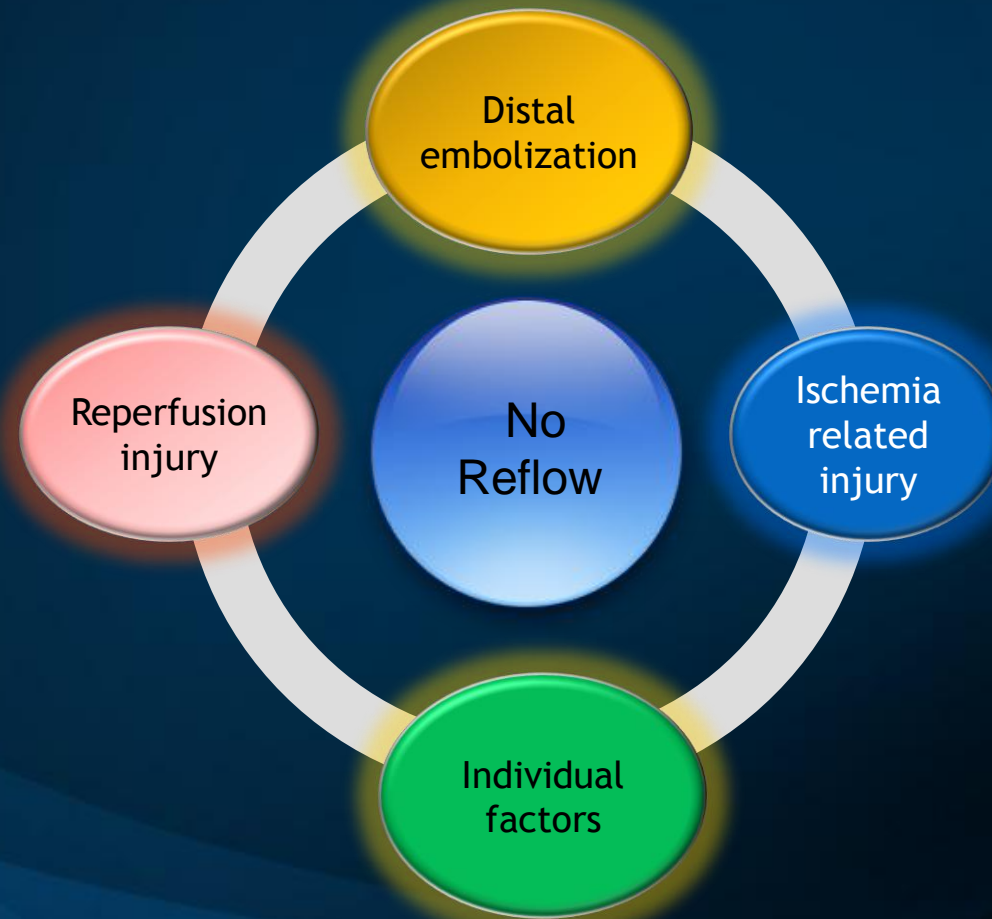 Distal
embolization
Reperfusion
injury
No
Reflow
Ischemia
related
injury
Individual
factors